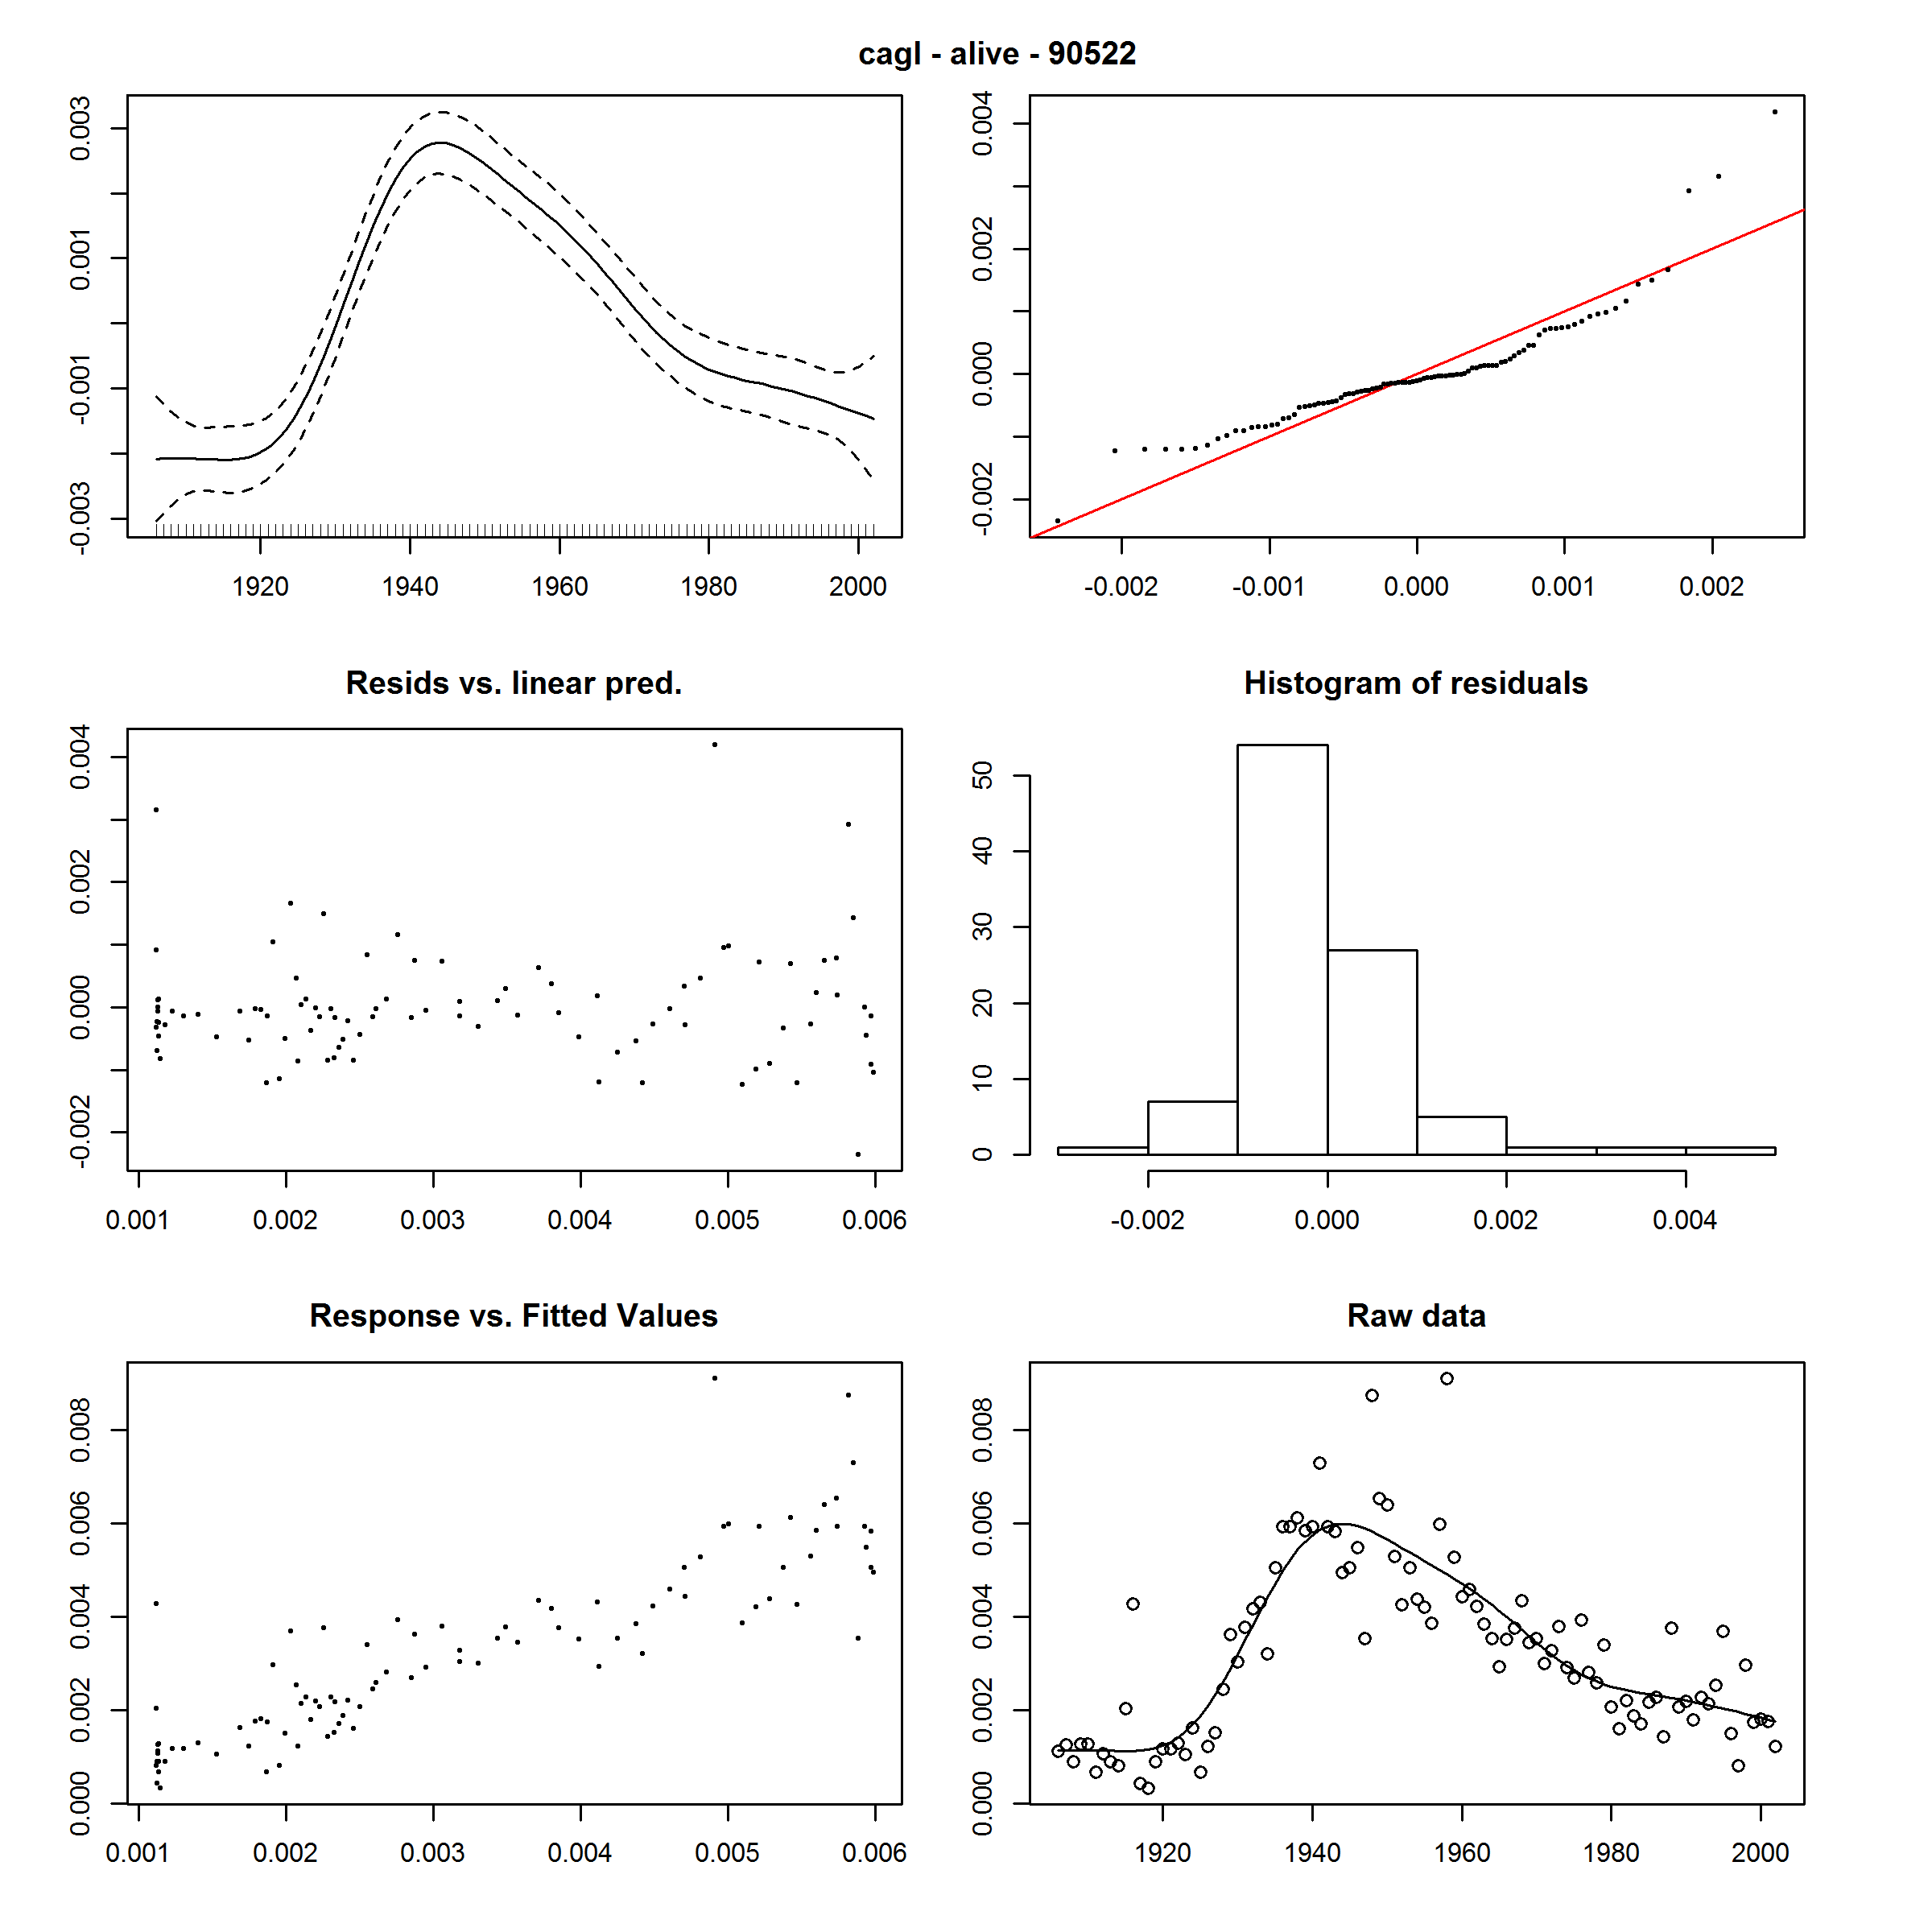 cagl - alive - 90522
-0.003 -0.001 0.001 0.003
1920 1940 1960 1980 2000
-0.002 0.000 0.002 0.004
-0.002 -0.001 0.000 0.001 0.002
Resids vs. linear pred.
-0.002 0.000 0.002 0.004
0.001 0.002 0.003 0.004 0.005 0.006
Histogram of residuals
0 10 20 30 40 50
-0.002 0.000 0.002 0.004
Response vs. Fitted Values
0.000 0.002 0.004 0.006 0.008
0.001 0.002 0.003 0.004 0.005 0.006
Raw data
0.000 0.002 0.004 0.006 0.008
1920 1940 1960 1980 2000